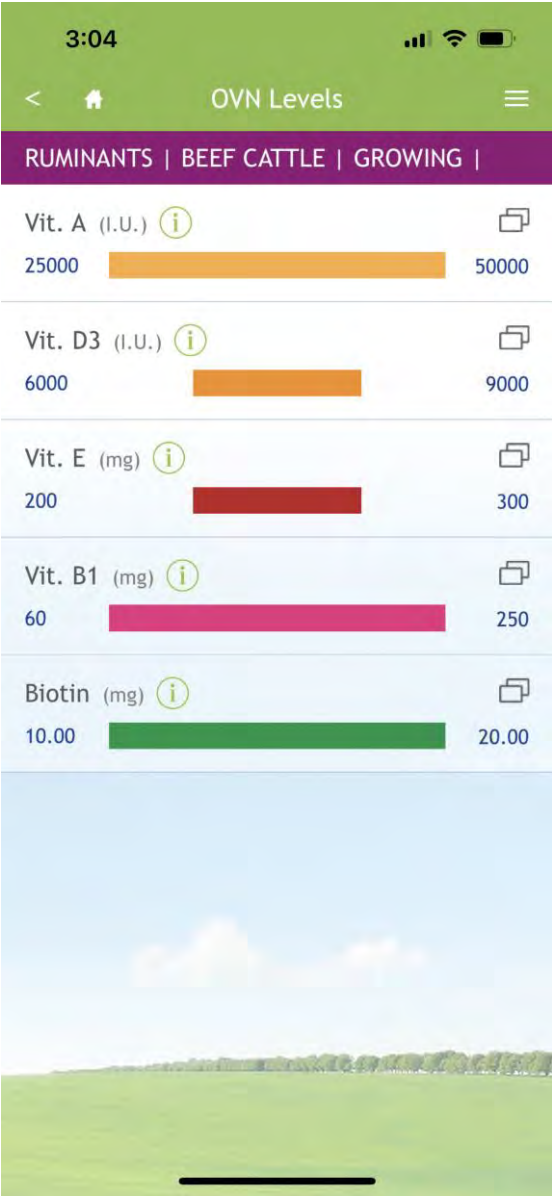 3:04
< OVN Levels
RUMINANTS | BEEF CATTLE | GROWING |
Vit. A (I.U.) i
25000 50000
Vit. D3 (I.U.) i
6000 9000
Vit. E (mg) i
200 300
Vit. B1 (mg) i
60 250
Biotin (mg) i
10.00 20.00